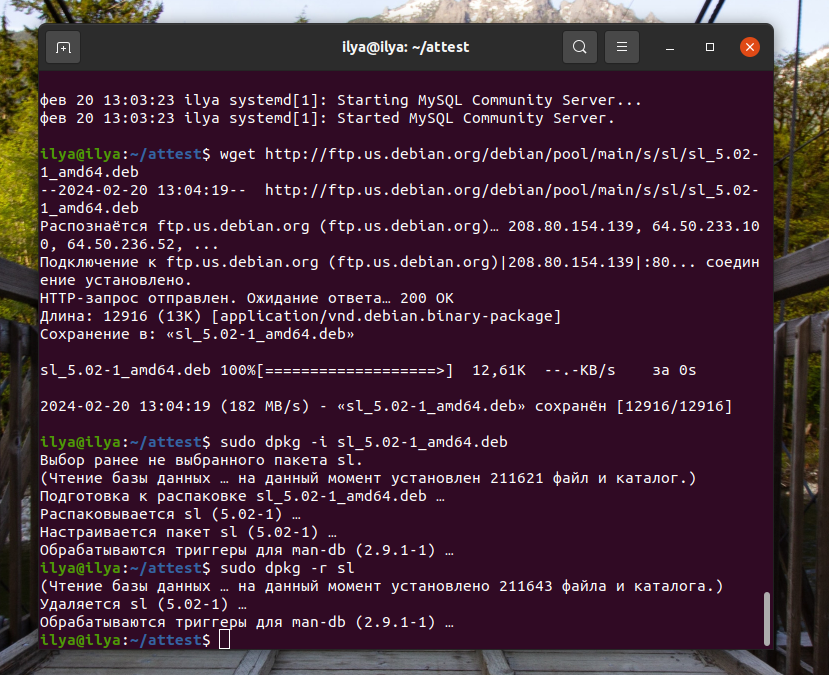 ilya@ilya: ~/attest
фев 20 13:03:23 ilya systemd[1]: Starting MySQL Community Server...
фев 20 13:03:23 ilya systemd[1]: Started MySQL Community Server.
ilya@ilya:~/attest$ wget http://ftp.us.debian.org/debian/pool/main/s/sl/sl_5.02-
1_amd64.deb
--2024-02-20 13:04:19--  http://ftp.us.debian.org/debian/pool/main/s/sl/sl_5.02-
1_amd64.deb
Распознаётся ftp.us.debian.org (ftp.us.debian.org)… 208.80.154.139, 64.50.233.10
0, 64.50.236.52, ...
Подключение к ftp.us.debian.org (ftp.us.debian.org)|208.80.154.139|:80... соедин
ение установлено.
HTTP-запрос отправлен. Ожидание ответа… 200 OK
Длина: 12916 (13K) [application/vnd.debian.binary-package]
Сохранение в: «sl_5.02-1_amd64.deb»
sl_5.02-1_amd64.deb 100%[===================>]  12,61K  --.-KB/s    за 0s
2024-02-20 13:04:19 (182 MB/s) - «sl_5.02-1_amd64.deb» сохранён [12916/12916]
ilya@ilya:~/attest$ sudo dpkg -i sl_5.02-1_amd64.deb
Выбор ранее не выбранного пакета sl.
(Чтение базы данных … на данный момент установлен 211621 файл и каталог.)
Подготовка к распаковке sl_5.02-1_amd64.deb …
Распаковывается sl (5.02-1) …
Настраивается пакет sl (5.02-1) …
Обрабатываются триггеры для man-db (2.9.1-1) …
ilya@ilya:~/attest$ sudo dpkg -r sl
(Чтение базы данных … на данный момент установлено 211643 файла и каталога.)
Удаляется sl (5.02-1) …
Обрабатываются триггеры для man-db (2.9.1-1) …
ilya@ilya:~/attest$